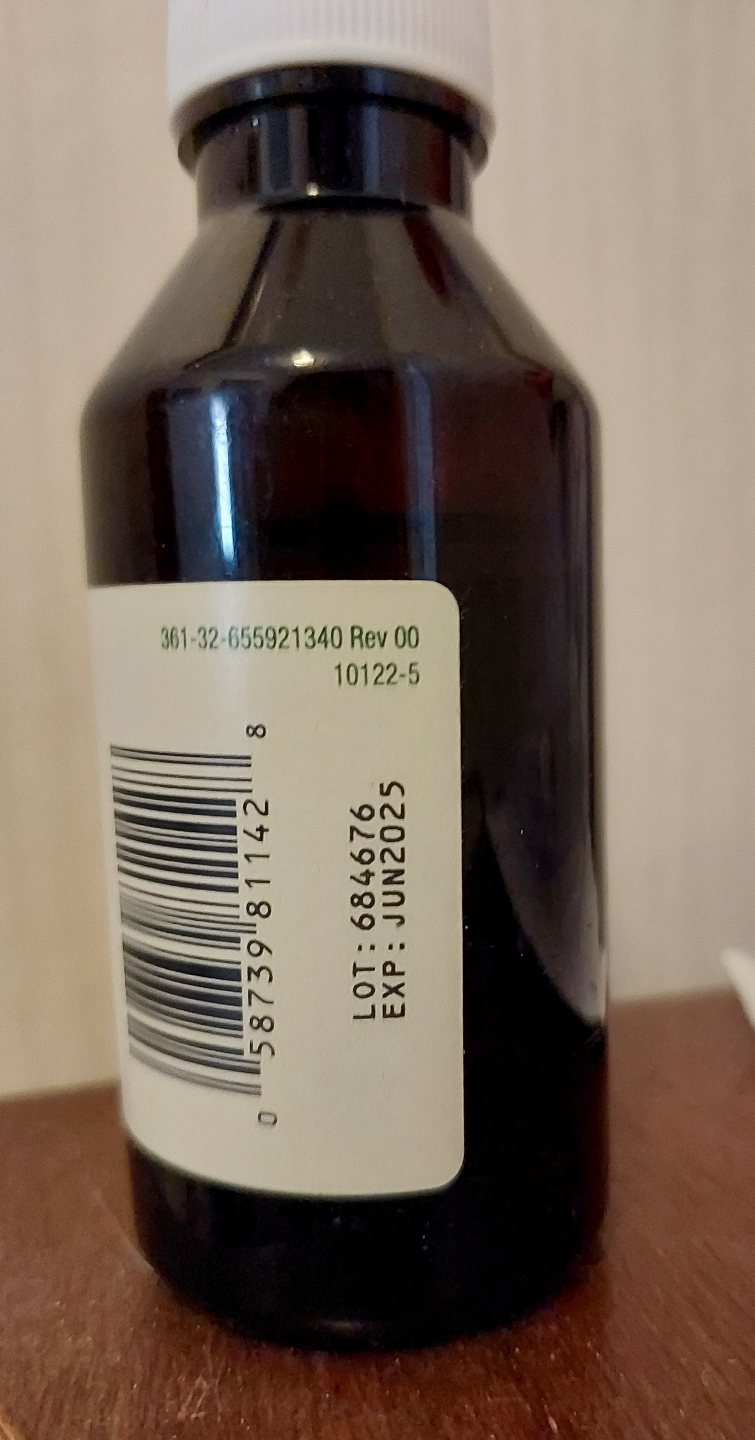 361-32-655921340 Rev 00
10122-5
0 58739 81142 8
LOT: 684676
EXP: JUN2025